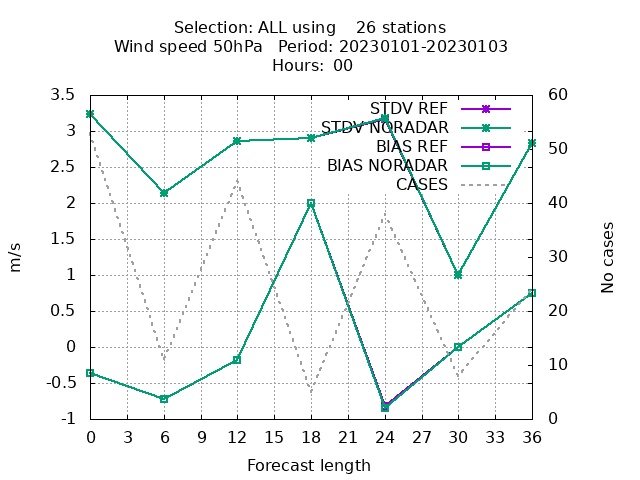 Selection: ALL using    26 stations
Wind speed 50hPa   Period: 20230101-20230103
Hours:  00
STDV REF
STDV NORADAR
BIAS REF
BIAS NORADAR
CASES
3.5
3
2.5
2
1.5
1
0.5
0
-0.5
-1
m/s
60
50
40
30
20
10
0
No cases
0 3 6 9 12 15 18 21 24 27 30 33 36
Forecast length